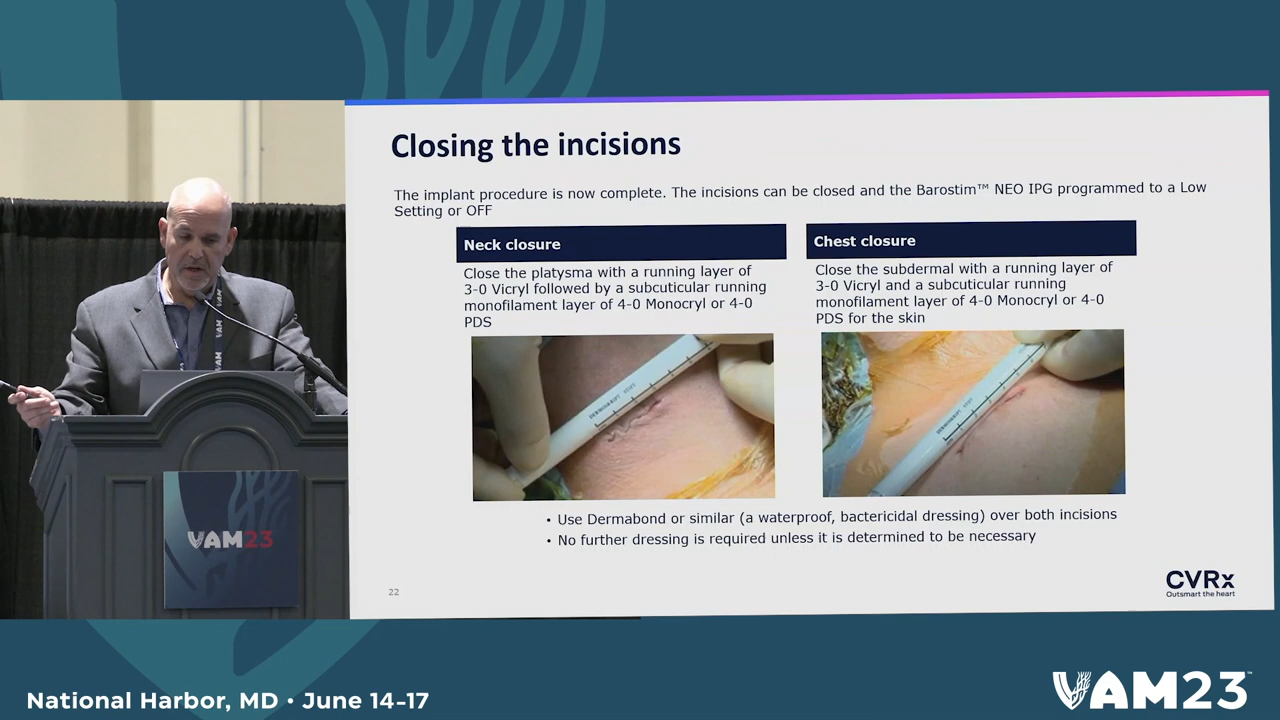 Closing the incisions
The implant procedure is now complete. The incisions can be closed and the Barostim™ NEO IPG programmed to a Low
Setting or OFF
Neck closure
Close the platysma with a running layer of
3-0 Vicryl followed by a subcuticular running
monofilament layer of 4-0 Monocryl or 4-0
PDS
Chest closure
Close the subdermal with a running layer of
3-0 Vicryl and a subcuticular running
monofilament layer of 4-0 Monocryl or 4-0
PDS for the skin
• Use Dermabond or similar (a waterproof, bactericidal dressing) over both incisions
• No further dressing is required unless it is determined to be necessary
22
CVRx
Outsmart the heart
VAM
VAM
VAM23
National Harbor, MD • June 14-17
VAM23™